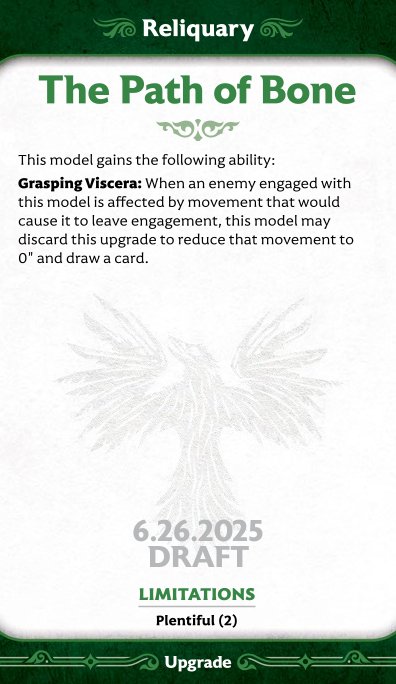 Reliquary
The Path of Bone
This model gains the following ability:
Grasping Viscera: When an enemy engaged with
this model is affected by movement that would
cause it to leave engagement, this model may
discard this upgrade to reduce that movement to
0" and draw a card.
6.26.2025
DRAFT
LIMITATIONS
Plentiful (2)
Upgrade